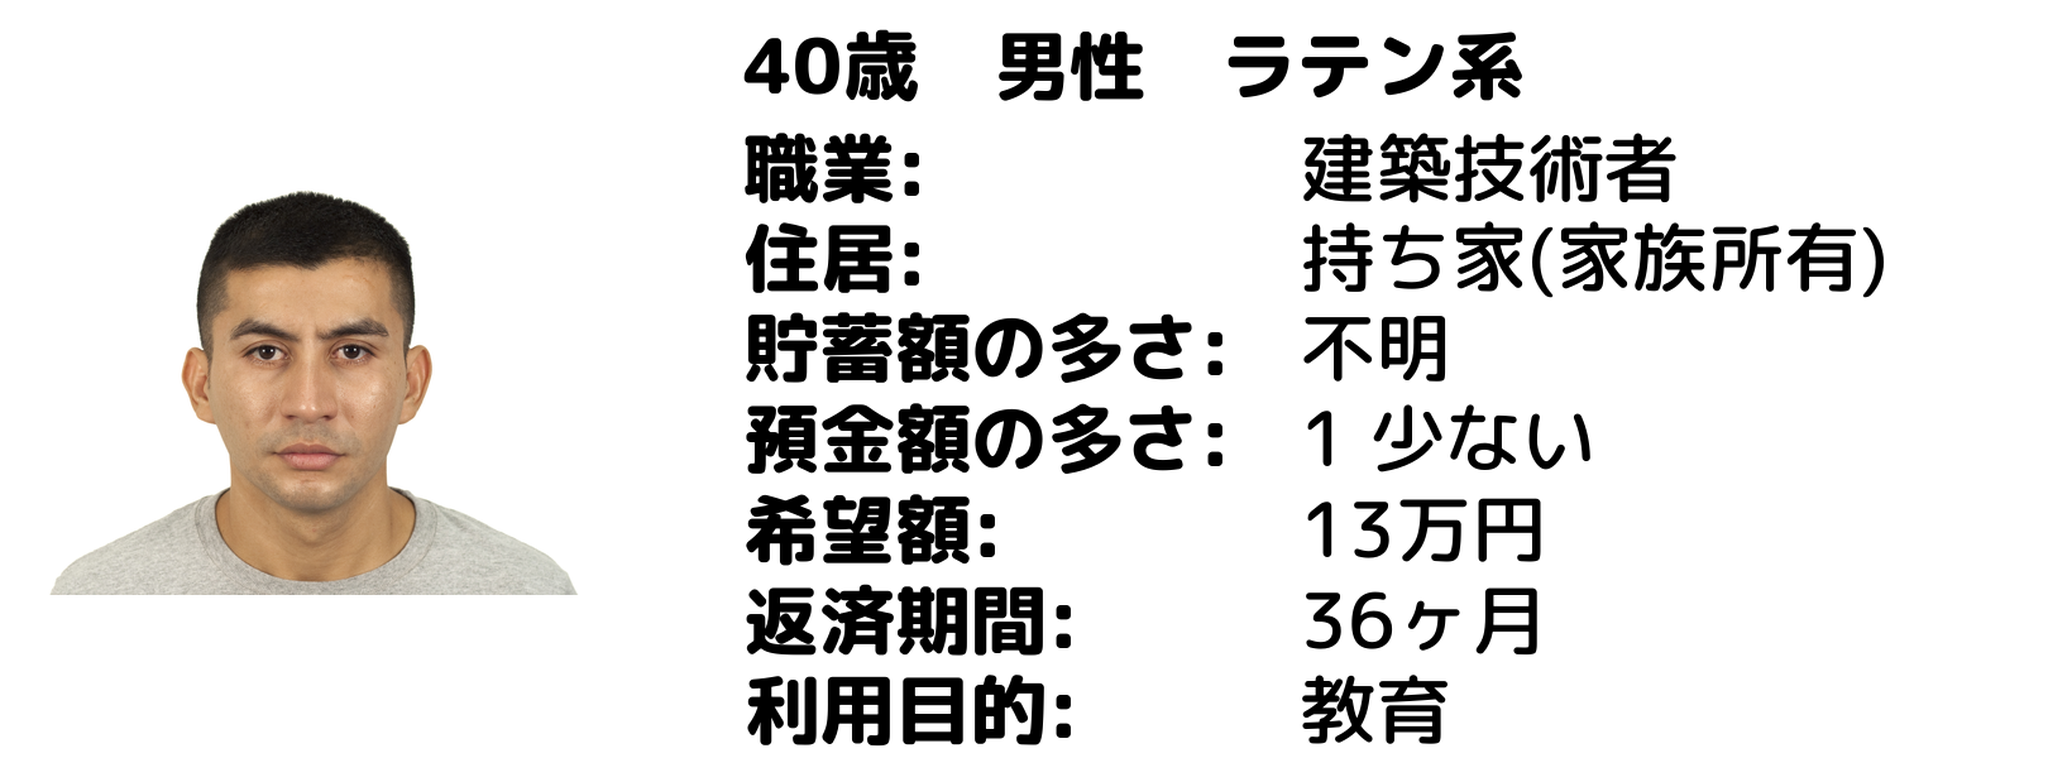 40歳　男性　ラテン系
職業: 建築技術者
住居: 持ち家(家族所有)
貯蓄額の多さ: 不明
預金額の多さ: 1 少ない
希望額: 13万円
返済期間: 36ヶ月
利用目的: 教育